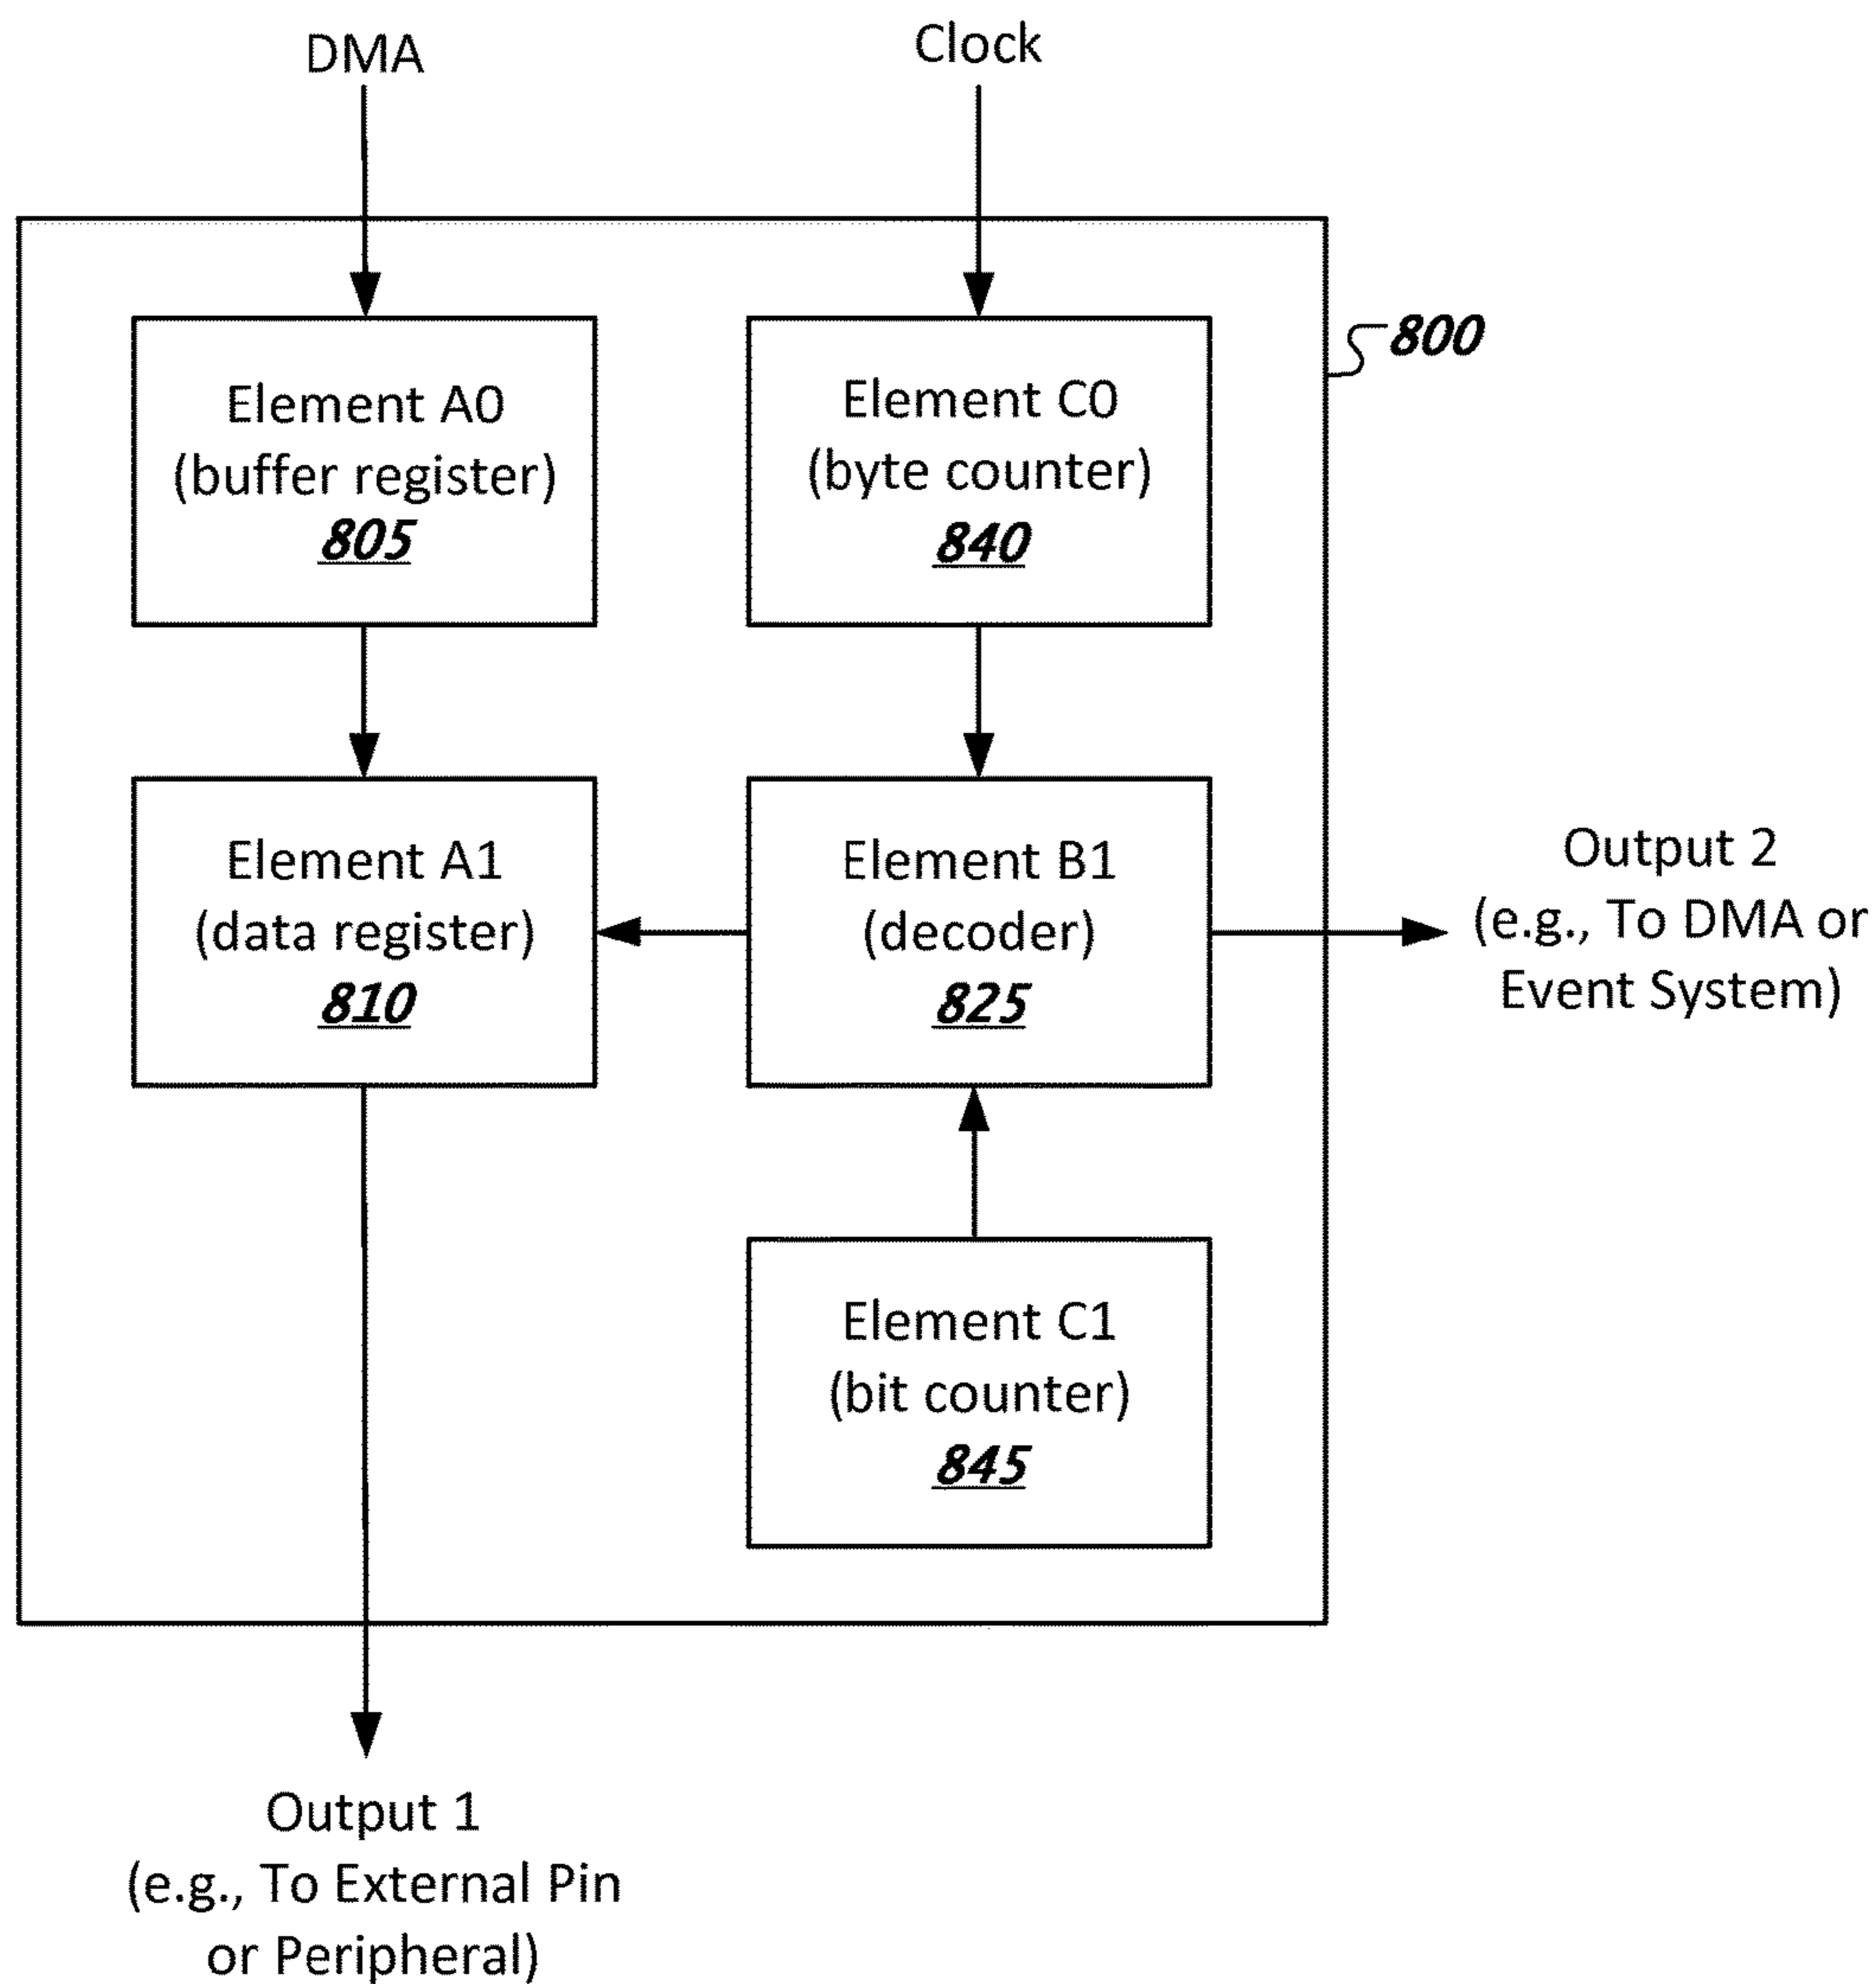 DMA
Clock
800
Element A0
(buffer register)
805
Element C0
(byte counter)
840
Element A1
(data register)
810
Element B1
(decoder)
825
Output 2
(e.g., To DMA or
Event System)
Element C1
(bit counter)
845
Output 1
(e.g., To External Pin
or Peripheral)